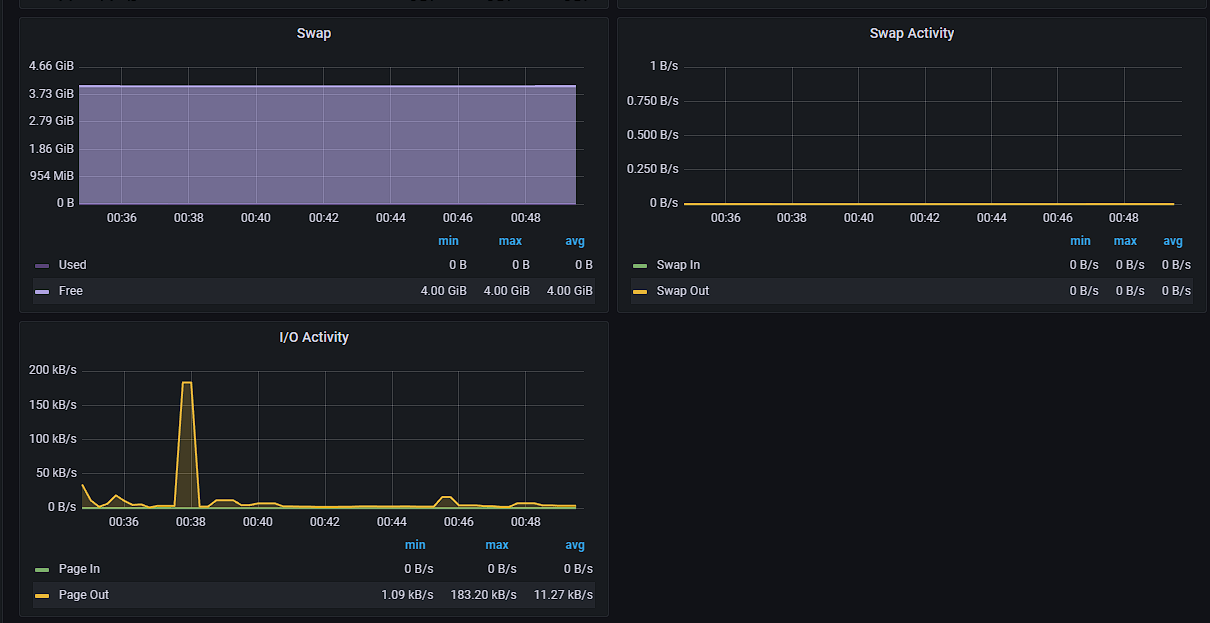 Swap
4.66 GiB
3.73 GiB
2.79 GiB
1.86 GiB
954 MiB
0 B
00:36 00:38 00:40 00:42 00:44 00:46 00:48
min max avg
Used 0 B 0 B 0 B
Free 4.00 GiB 4.00 GiB 4.00 GiB
Swap Activity
1 B/s
0.750 B/s
0.500 B/s
0.250 B/s
0 B/s
00:36 00:38 00:40 00:42 00:44 00:46 00:48
min max avg
Swap In 0 B/s 0 B/s 0 B/s
Swap Out 0 B/s 0 B/s 0 B/s
I/O Activity
200 kB/s
150 kB/s
100 kB/s
50 kB/s
0 B/s
00:36 00:38 00:40 00:42 00:44 00:46 00:48
min max avg
Page In 0 B/s 0 B/s 0 B/s
Page Out 1.09 kB/s 183.20 kB/s 11.27 kB/s